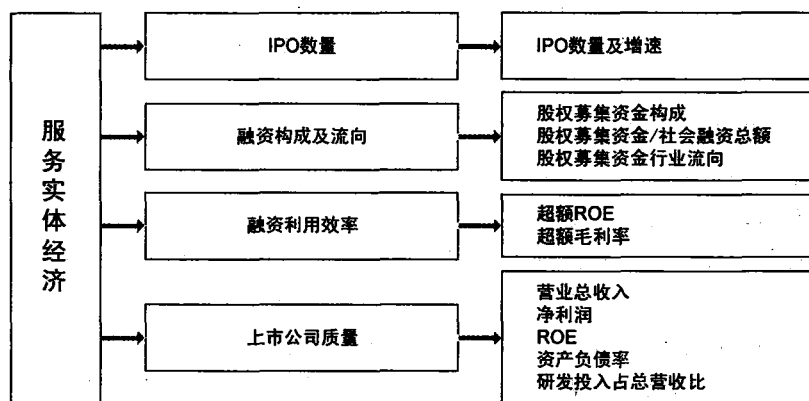 服务实体经济
IPO数量
IPO数量及增速
融资构成及流向
股权募集资金构成
股权募集资金/社会融资总额
股权募集资金行业流向
融资利用效率
超额ROE
超额毛利率
上市公司质量
营业总收入
净利润
ROE
资产负债率
研发投入占总营收比